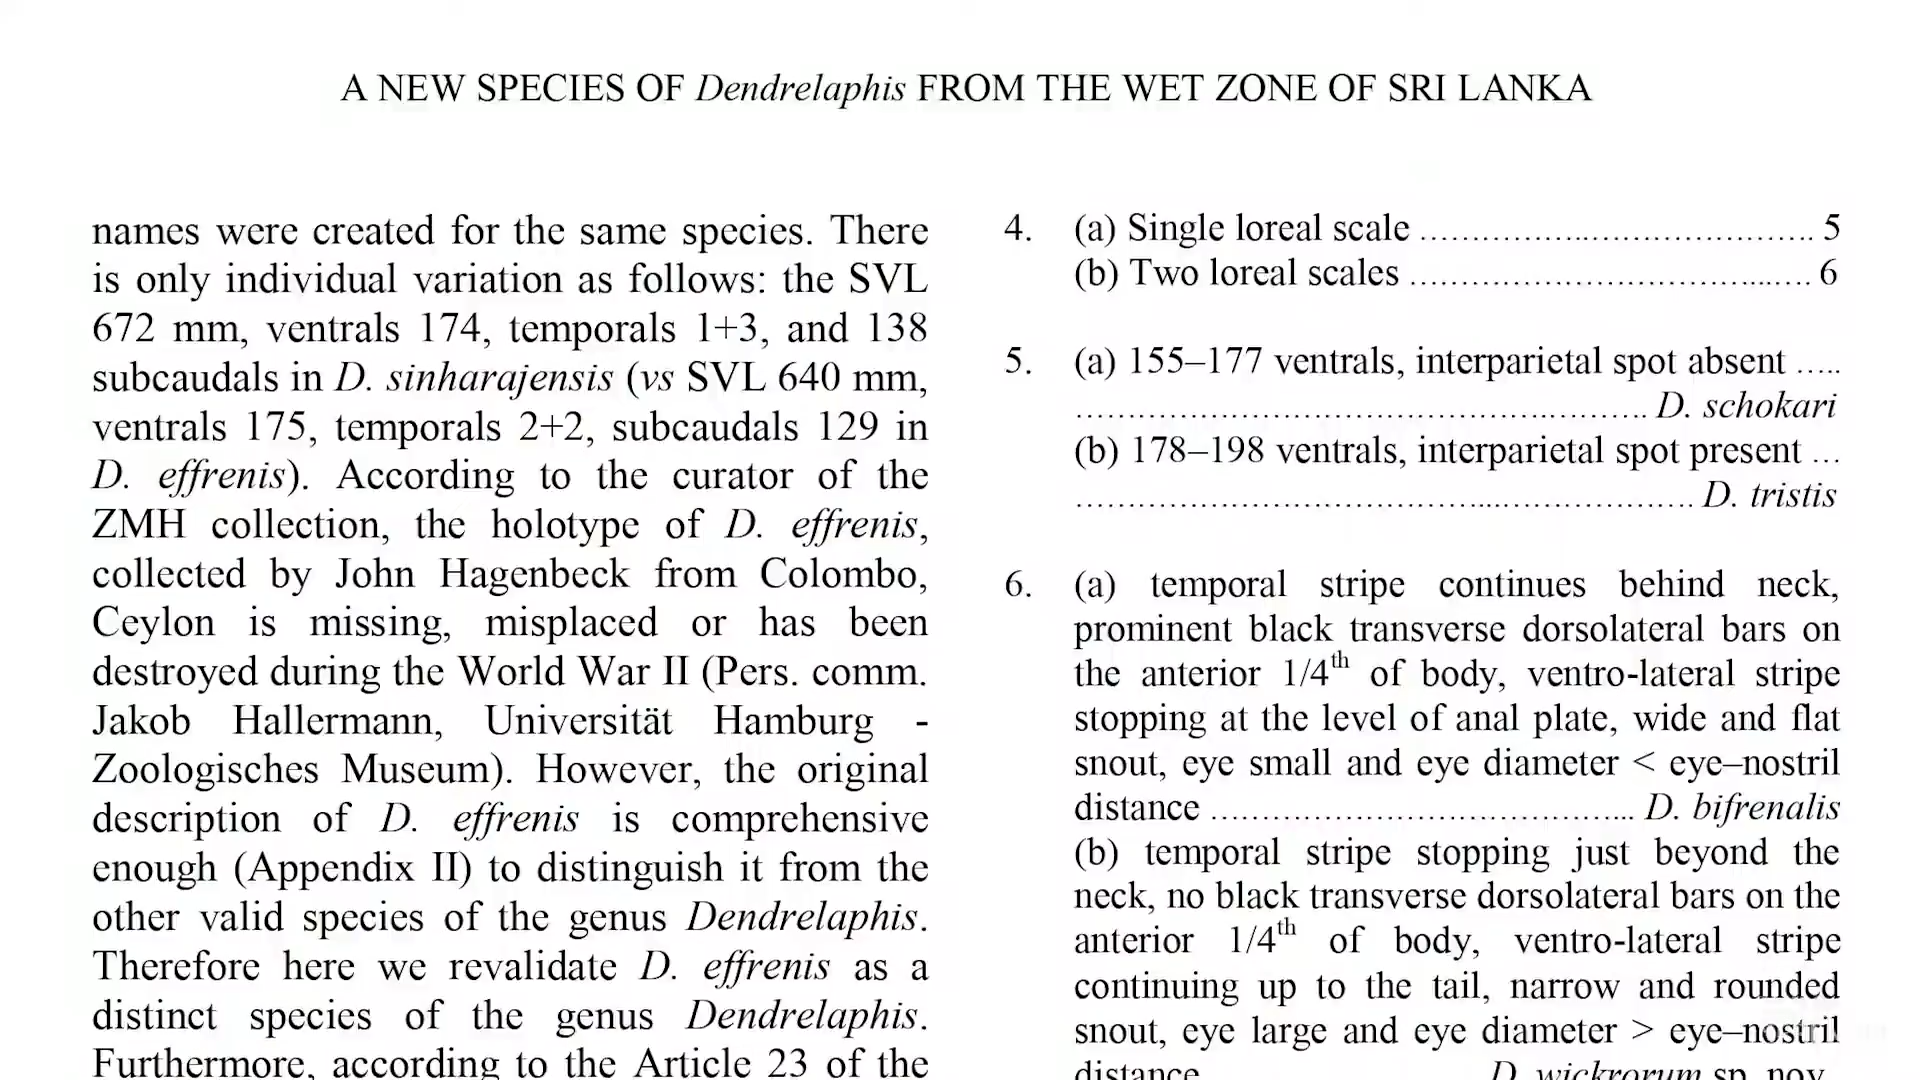 A NEW SPECIES OF Dendrelaphis FROM THE WET ZONE OF SRI LANKA
names were created for the same species. There
is only individual variation as follows: the SVL
672 mm, ventrals 174, temporals 1+3, and 138
subcaudals in D. sinharajensis (vs SVL 640 mm,
ventrals 175, temporals 2+2, subcaudals 129 in
D. effrenis). According to the curator of the
ZMH collection, the holotype of D. effrenis,
collected by John Hagenbeck from Colombo,
Ceylon is missing, misplaced or has been
destroyed during the World War II (Pers. comm.
Jakob Hallermann, Universität Hamburg -
Zoologisches Museum). However, the original
description of D. effrenis is comprehensive
enough (Appendix II) to distinguish it from the
other valid species of the genus Dendrelaphis.
Therefore here we revalidate D. effrenis as a
distinct species of the genus Dendrelaphis.
Furthermore, according to the Article 23 of the
4. (a) Single loreal scale ........................................ 5
(b) Two loreal scales ........................................ 6
5. (a) 155–177 ventrals, interparietal spot absent .....
........................................................ D. schokari
(b) 178–198 ventrals, interparietal spot present ...
............................................................ D. tristis
6. (a) temporal stripe continues behind neck,
prominent black transverse dorsolateral bars on
the anterior 1/4th of body, ventro-lateral stripe
stopping at the level of anal plate, wide and flat
snout, eye small and eye diameter < eye–nostril
distance .......................................... D. bifrenalis
(b) temporal stripe stopping just beyond the
neck, no black transverse dorsolateral bars on the
anterior 1/4th of body, ventro-lateral stripe
continuing up to the tail, narrow and rounded
snout, eye large and eye diameter > eye–nostril
distance ............................ D. wickrorum sp. nov.